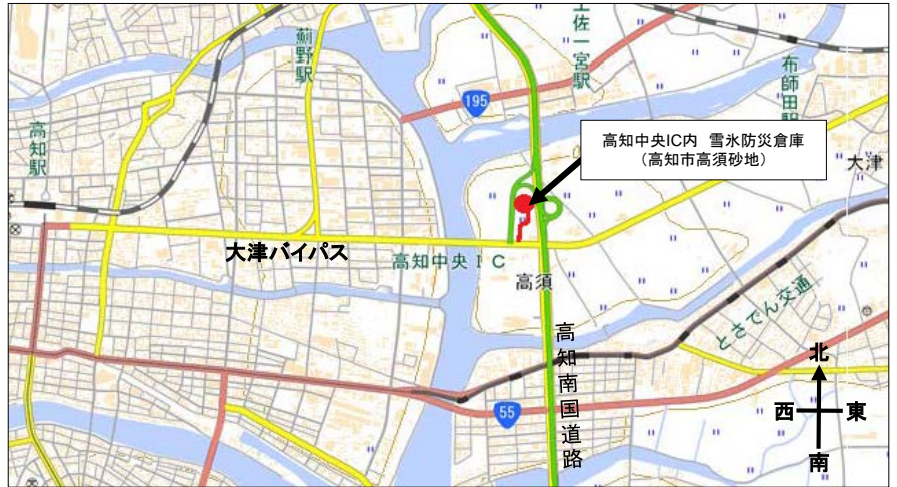 薊野駅
土佐一宮駅
布師田駅
195
高知駅
高知中央IC内 雪氷防災倉庫
（高知市高須砂地）
大津
大津バイパス
高知中央IC
高須
とさでん交通
高知南国道路
北
西
東
南
55